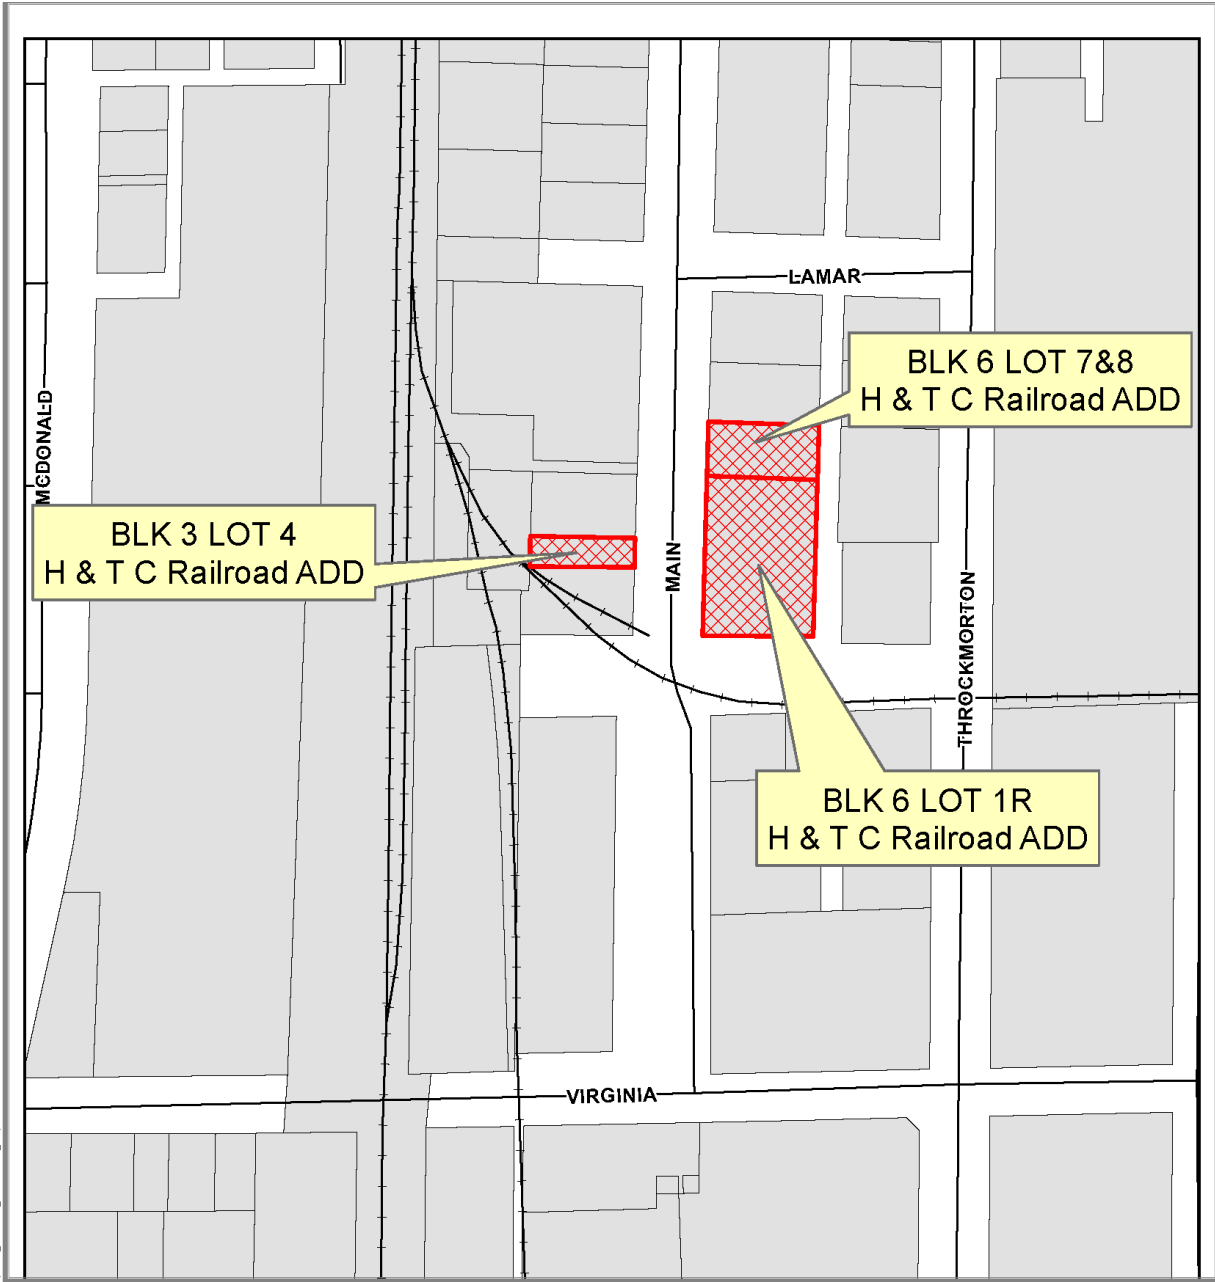 LAMAR
BLK 6 LOT 7&8
H & T C Railroad ADD
MCDONALD
BLK 3 LOT 4
H & T C Railroad ADD
MAIN
THROCKMORTON
BLK 6 LOT 1R
H & T C Railroad ADD
VIRGINIA